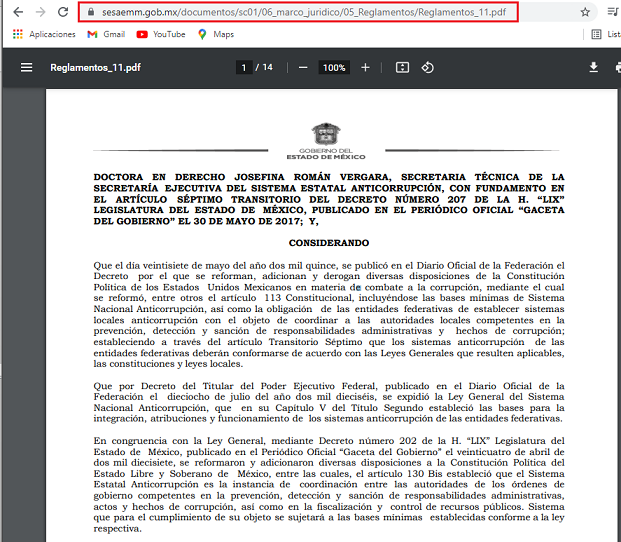 sesaemm.gob.mx/documentos/sc01/06_marco_juridico/05_Reglamentos/Reglamentos_11.pdf
Aplicaciones Gmail YouTube Maps List
Reglamentos_11.pdf 1 / 14 100%
GOBIERNO DEL
ESTADO DE MÉXICO
DOCTORA EN DERECHO JOSEFINA ROMÁN VERGARA, SECRETARIA TÉCNICA DE LA
SECRETARÍA EJECUTIVA DEL SISTEMA ESTATAL ANTICORRUPCIÓN, CON FUNDAMENTO EN
EL ARTÍCULO SÉPTIMO TRANSITORIO DEL DECRETO NÚMERO 207 DE LA H. “LIX”
LEGISLATURA DEL ESTADO DE MÉXICO, PUBLICADO EN EL PERIÓDICO OFICIAL “GACETA
DEL GOBIERNO” EL 30 DE MAYO DE 2017; Y,
CONSIDERANDO
Que el día veintisiete de mayo del año dos mil quince, se publicó en el Diario Oficial de la Federación el
Decreto por el que se reforman, adicionan y derogan diversas disposiciones de la Constitución
Política de los Estados Unidos Mexicanos en materia de combate a la corrupción, mediante el cual
se reformó, entre otros el artículo 113 Constitucional, incluyéndose las bases mínimas de Sistema
Nacional Anticorrupción, así como la obligación de las entidades federativas de establecer sistemas
locales anticorrupción con el objeto de coordinar a las autoridades locales competentes en la
prevención, detección y sanción de responsabilidades administrativas y hechos de corrupción;
estableciendo a través del artículo Transitorio Séptimo que los sistemas anticorrupción de las
entidades federativas deberán conformarse de acuerdo con las Leyes Generales que resulten aplicables,
las constituciones y leyes locales.
Que por Decreto del Titular del Poder Ejecutivo Federal, publicado en el Diario Oficial de la
Federación el dieciocho de julio del año dos mil dieciséis, se expidió la Ley General del Sistema
Nacional Anticorrupción, que en su Capítulo V del Título Segundo estableció las bases para la
integración, atribuciones y funcionamiento de los sistemas anticorrupción de las entidades federativas.
En congruencia con la Ley General, mediante Decreto número 202 de la H. “LIX” Legislatura del
Estado de México, publicado en el Periódico Oficial “Gaceta del Gobierno” el veinticuatro de abril de
dos mil diecisiete, se reformaron y adicionaron diversas disposiciones a la Constitución Política del
Estado Libre y Soberano de México, entre las cuales, el artículo 130 Bis estableció que el Sistema
Estatal Anticorrupción es la instancia de coordinación entre las autoridades de los órdenes de
gobierno competentes en la prevención, detección y sanción de responsabilidades administrativas,
actos y hechos de corrupción, así como en la fiscalización y control de recursos públicos. Sistema
que para el cumplimiento de su objeto se sujetará a las bases mínimas establecidas conforme a la ley
respectiva.